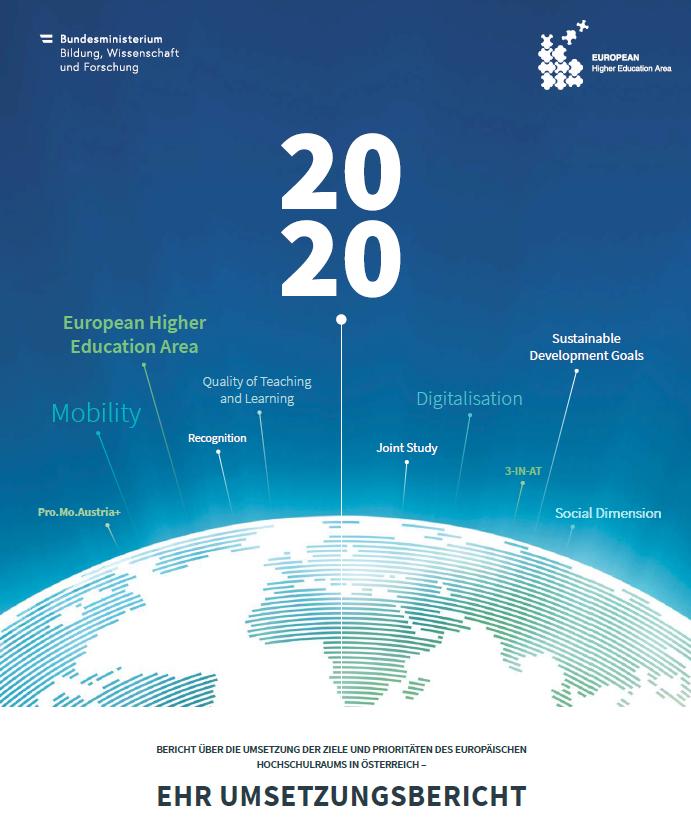 Bundesministerium
Bildung, Wissenschaft
und Forschung
EUROPEAN
Higher Education Area
20
20
European Higher
Education Area
Sustainable
Development Goals
Quality of Teaching
and Learning
Digitalisation
Mobility
Recognition
Joint Study
3-IN-AT
Pro.Mo.Austria+
Social Dimension
BERICHT ÜBER DIE UMSETZUNG DER ZIELE UND PRIORITÄTEN DES EUROPÄISCHEN
HOCHSCHULRAUMS IN ÖSTERREICH –
EHR UMSETZUNGSBERICHT